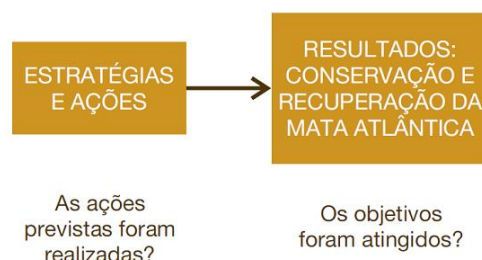 ESTRATÉGIAS
E AÇÕES
RESULTADOS:
CONSERVAÇÃO E
RECUPERAÇÃO DA
MATA ATLÂNTICA
As ações
previstas foram
realizadas?
Os objetivos
foram atingidos?